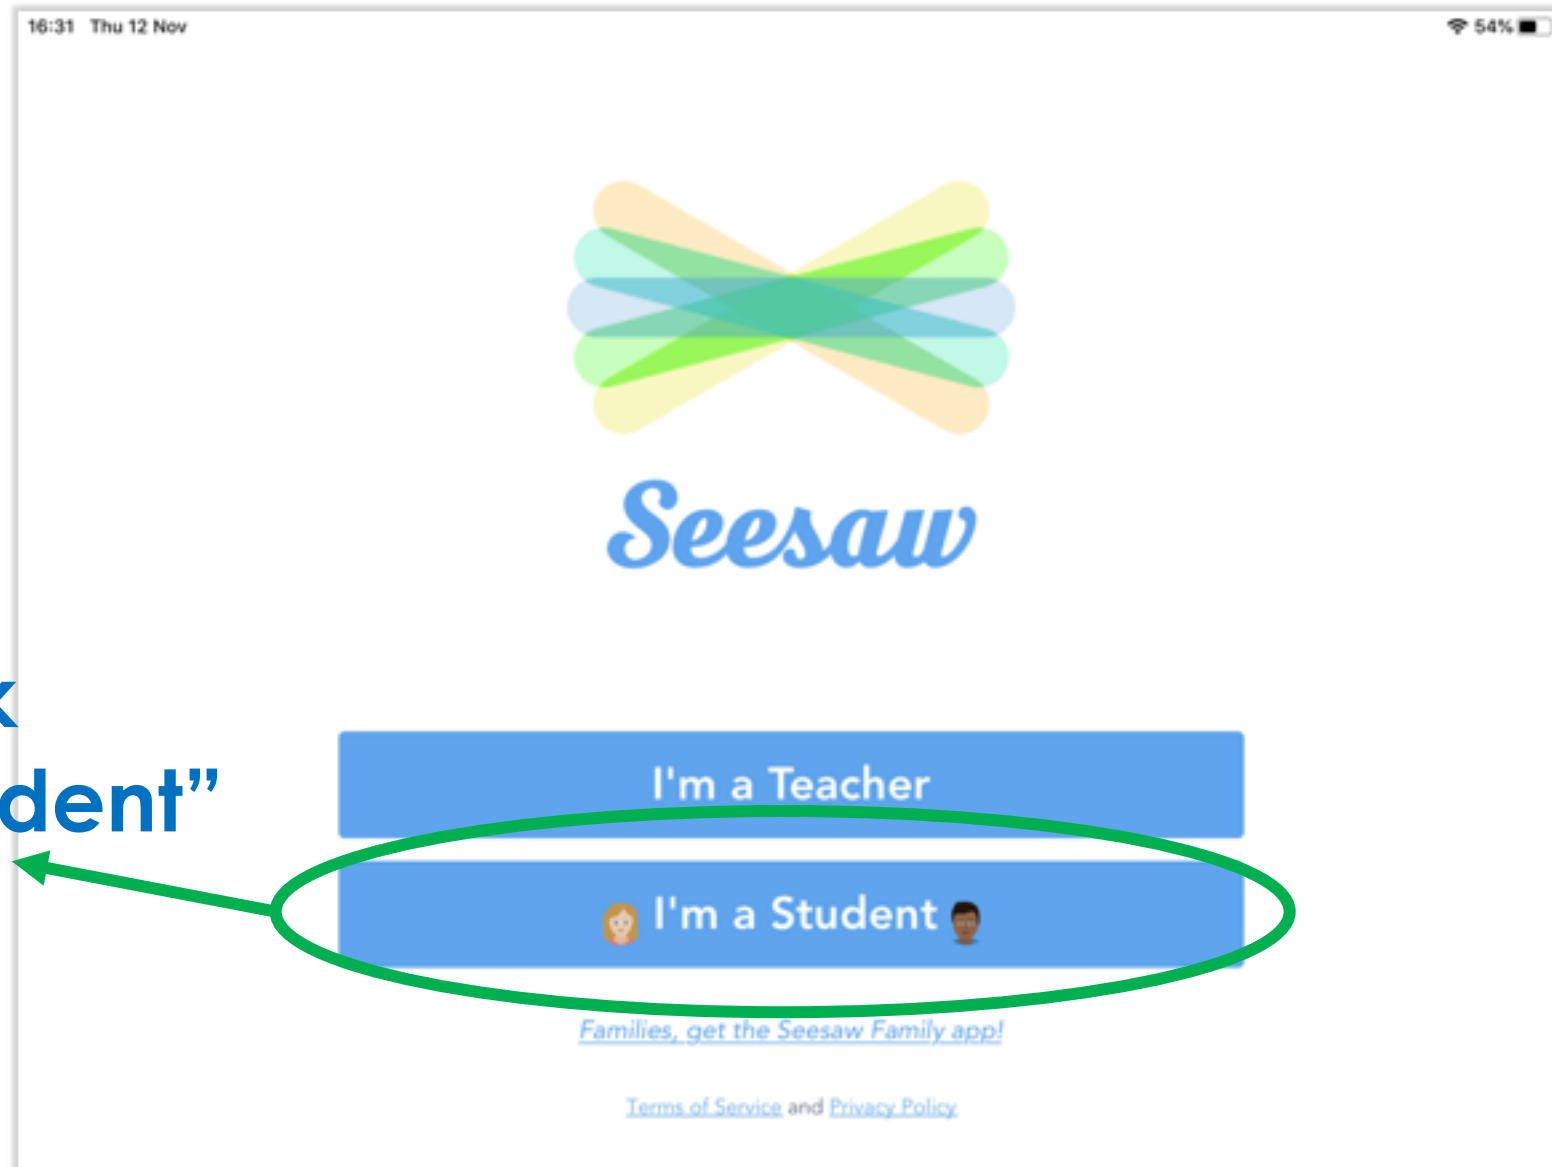 16:31 Thu 12 Nov
54%
Seesaw
k
dent”
I'm a Teacher
I'm a Student
Families, get the Seesaw Family app!
Terms of Service and Privacy Policy